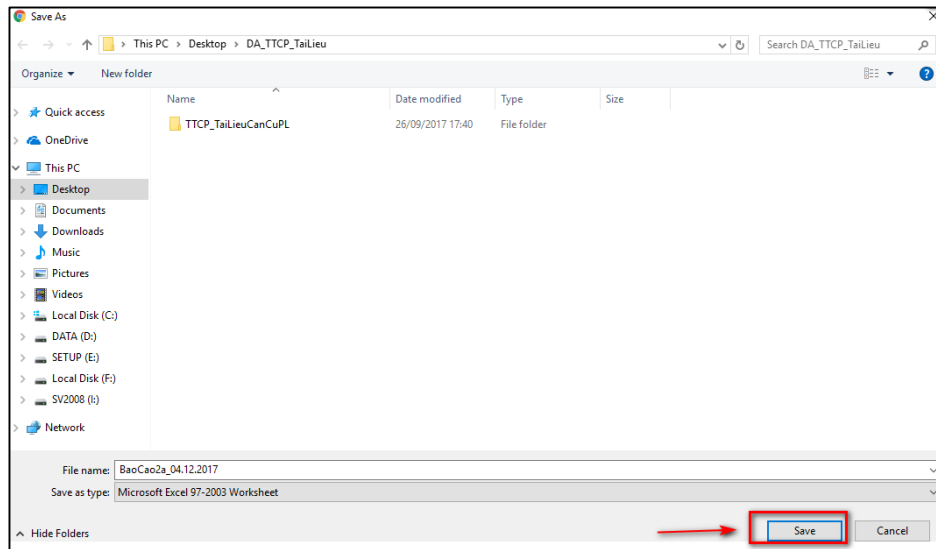 Save As
This PC > Desktop > DA_TTCP_TaiLieu
Search DA_TTCP_TaiLieu
Organize
New folder
Name
Date modified
Type
Size
TTCP_TaiLieuCanCuPL
26/09/2017 17:40
File folder
Quick access
OneDrive
This PC
Desktop
Documents
Downloads
Music
Pictures
Videos
Local Disk (C:)
DATA (D:)
SETUP (E:)
Local Disk (F:)
SV2008 (I:)
Network
File name: BaoCao2a_04.12.2017
Save as type: Microsoft Excel 97-2003 Worksheet
Hide Folders
Save
Cancel